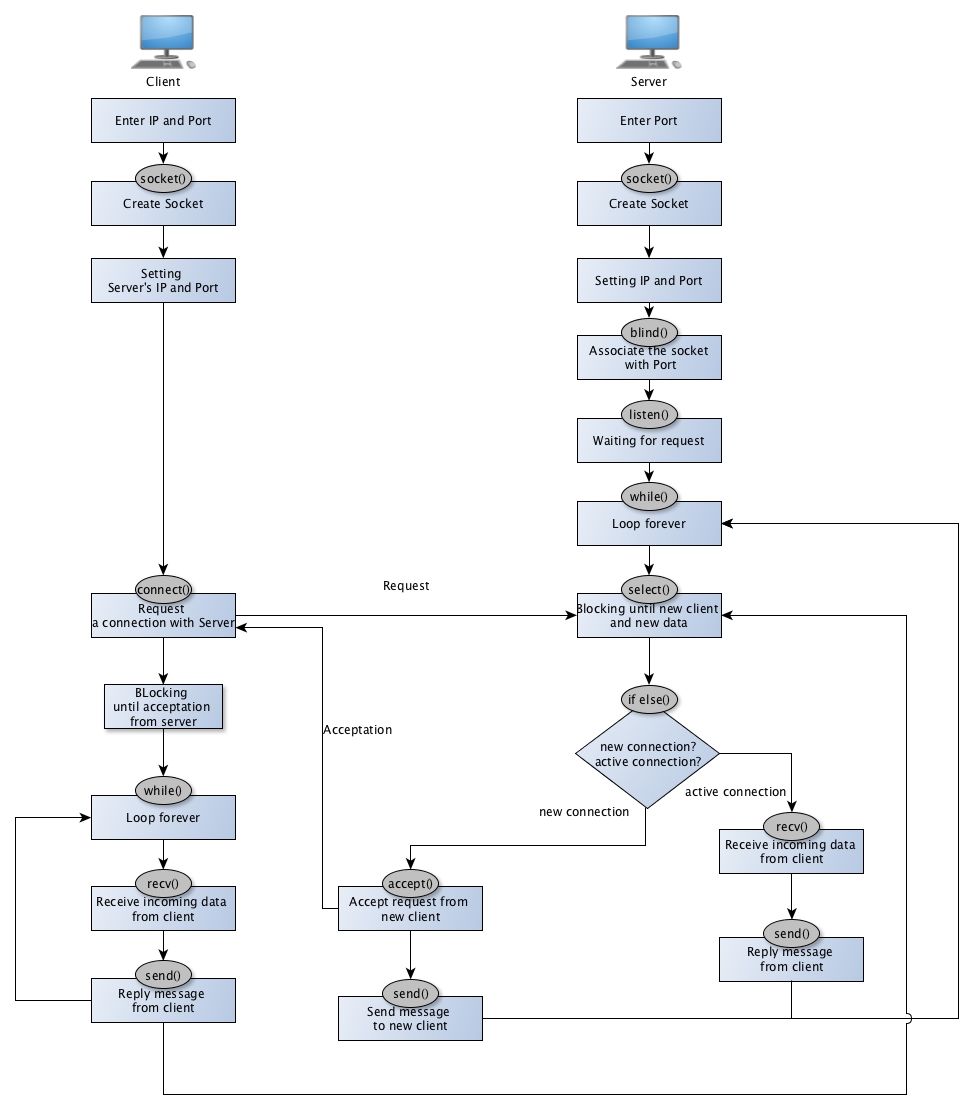 Client
Server
Enter IP and Port
Enter Port
socket()
Create Socket
socket()
Create Socket
Setting
Server's IP and Port
Setting IP and Port
blind()
Associate the socket
with Port
listen()
Waiting for request
while()
Loop forever
connect()
Request
a connection with Server
Request
select()
Blocking until new client
and new data
BLocking
until acceptation
from server
Acceptation
if else()
new connection?
active connection?
new connection
active connection
while()
Loop forever
recv()
Receive incoming data
from client
recv()
Receive incoming data
from client
accept()
Accept request from
new client
send()
Reply message
from client
send()
Reply message
from client
send()
Send message
to new client